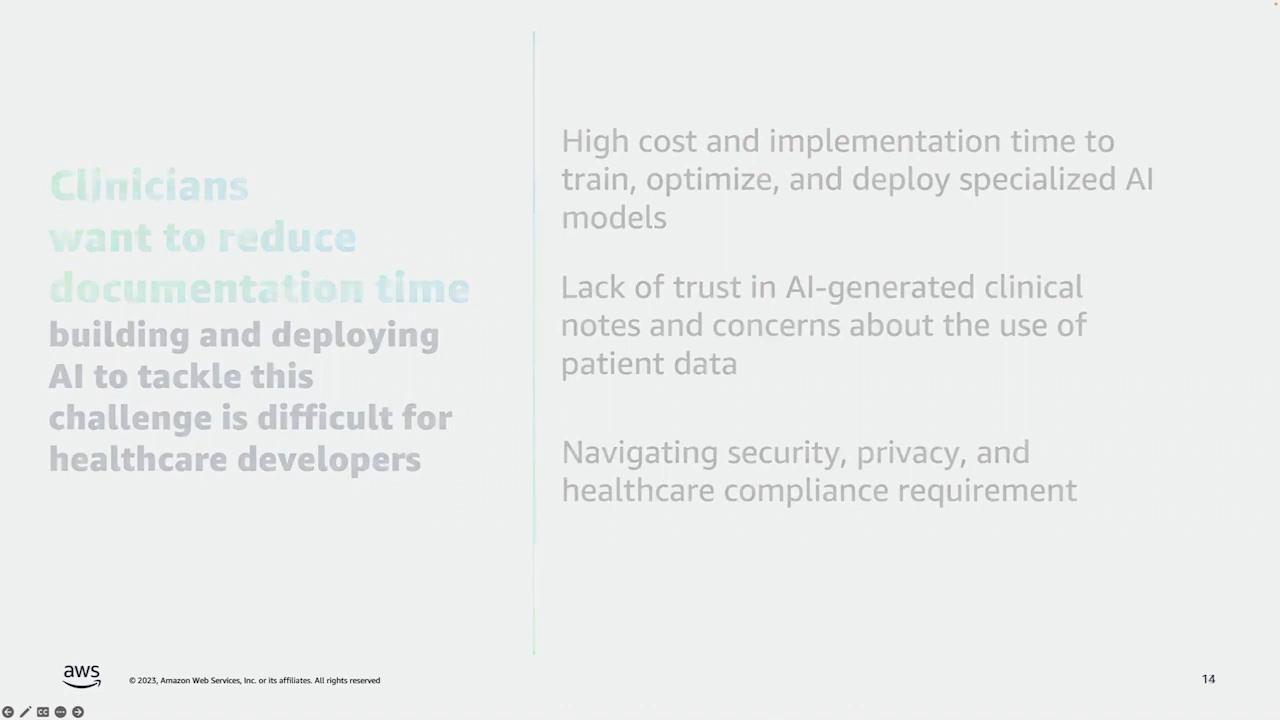 Clinicians
want to reduce
documentation time
building and deploying
AI to tackle this
challenge is difficult for
healthcare developers
High cost and implementation time to
train, optimize, and deploy specialized AI
models
Lack of trust in AI-generated clinical
notes and concerns about the use of
patient data
Navigating security, privacy, and
healthcare compliance requirement
aws
© 2023, Amazon Web Services, Inc. or its affiliates. All rights reserved
14
CC